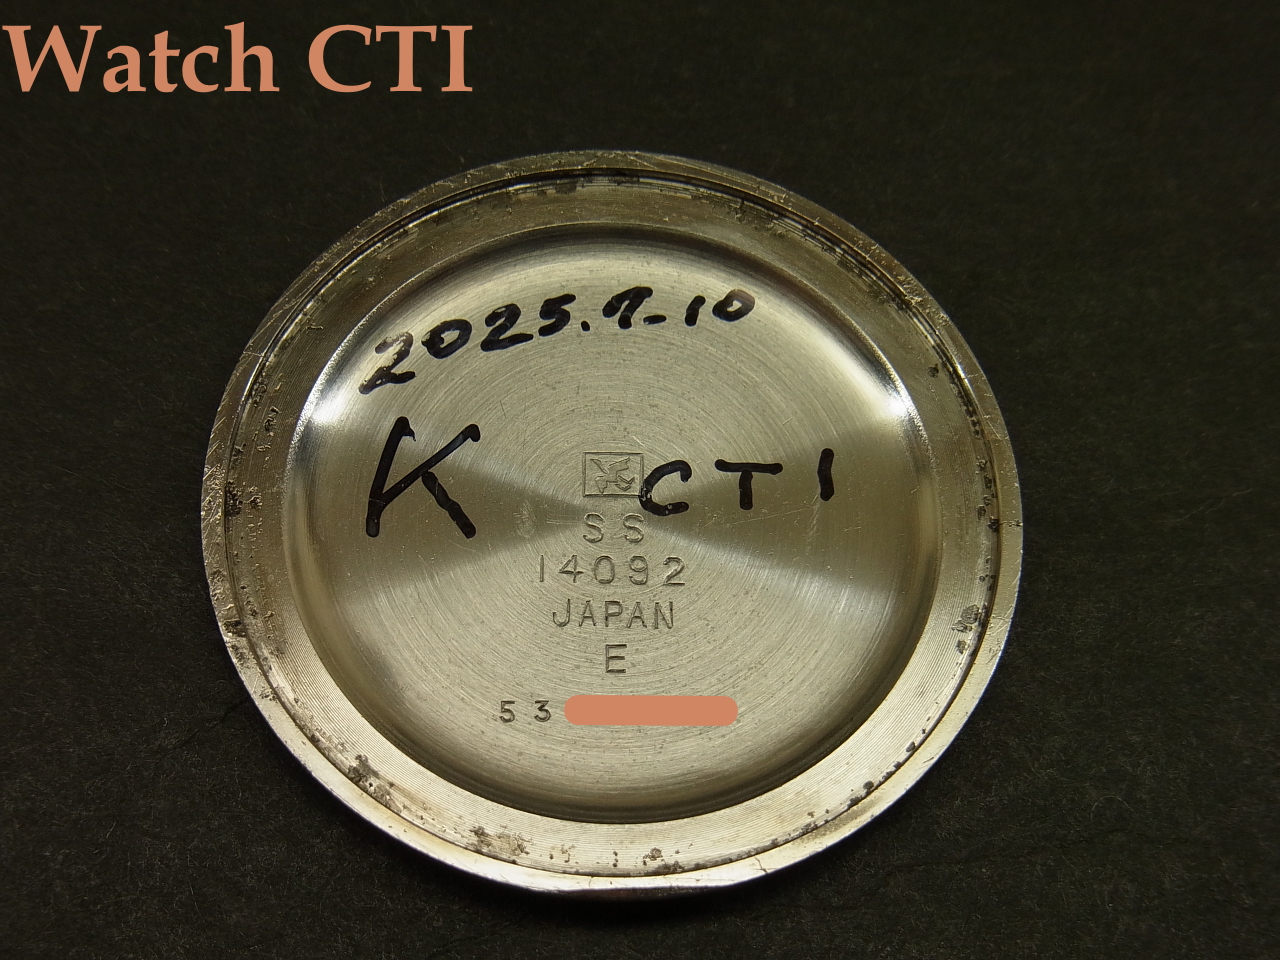 Watch CTI
2025.7.10
K CTI
SS
14092
JAPAN
E
53